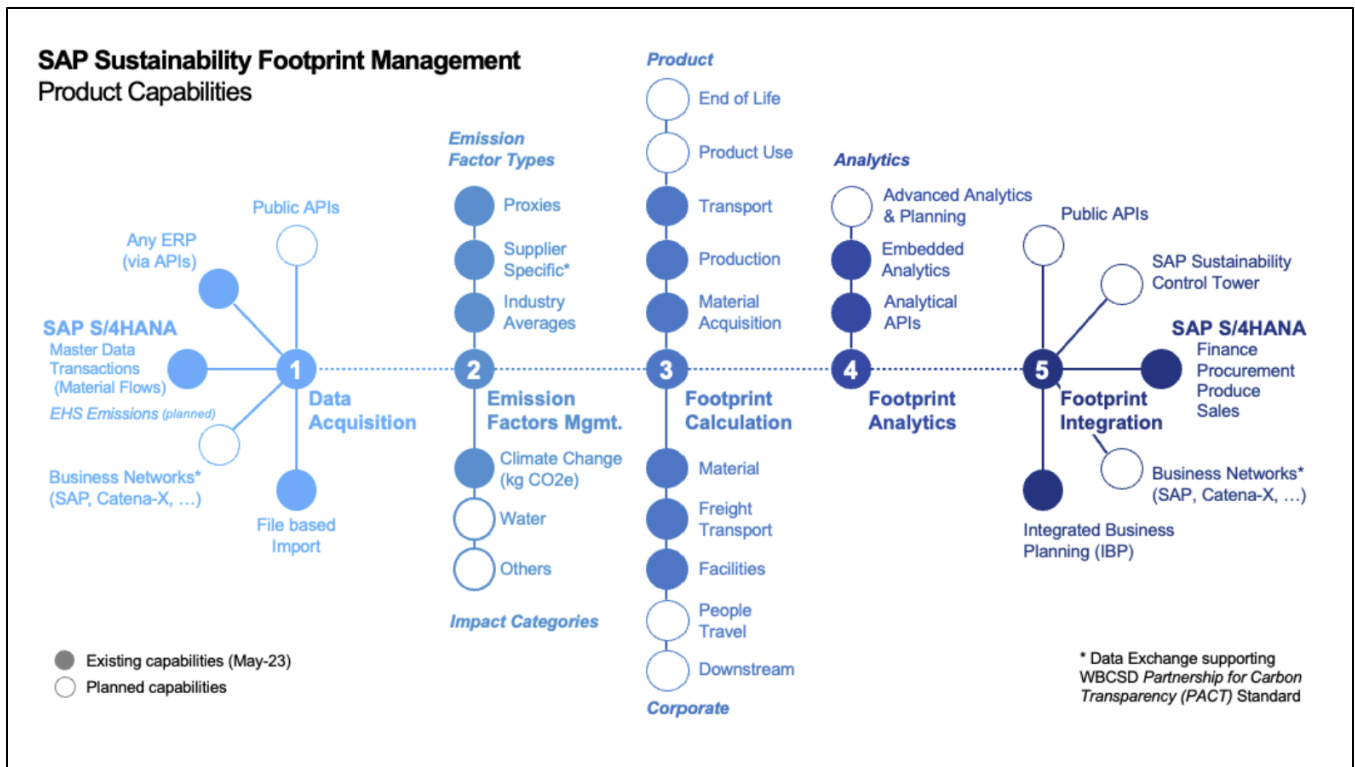 SAP Sustainability Footprint Management
Product Capabilities
Public APIs
Any ERP
(via APIs)
SAP S/4HANA
Master Data
Transactions
(Material Flows)
EHS Emissions (planned)
Business Networks*
(SAP, Catena-X, ...)
File based
Import
1
Data
Acquisition
Emission
Factor Types
Proxies
Supplier
Specific*
Industry
Averages
2
Emission
Factors Mgmt.
Climate Change
(kg CO2e)
Water
Others
Impact Categories
Product
End of Life
Product Use
Transport
Production
Material
Acquisition
3
Footprint
Calculation
Material
Freight
Transport
Facilities
People
Travel
Downstream
Corporate
Analytics
Advanced Analytics
& Planning
Embedded
Analytics
Analytical
APIs
4
Footprint
Analytics
Public APIs
SAP Sustainability
Control Tower
SAP S/4HANA
Finance
Procurement
Produce
Sales
5
Footprint
Integration
Business Networks*
(SAP, Catena-X, ...)
Integrated Business
Planning (IBP)
Existing capabilities (May-23)
Planned capabilities
* Data Exchange supporting
WBCSD Partnership for Carbon
Transparency (PACT) Standard